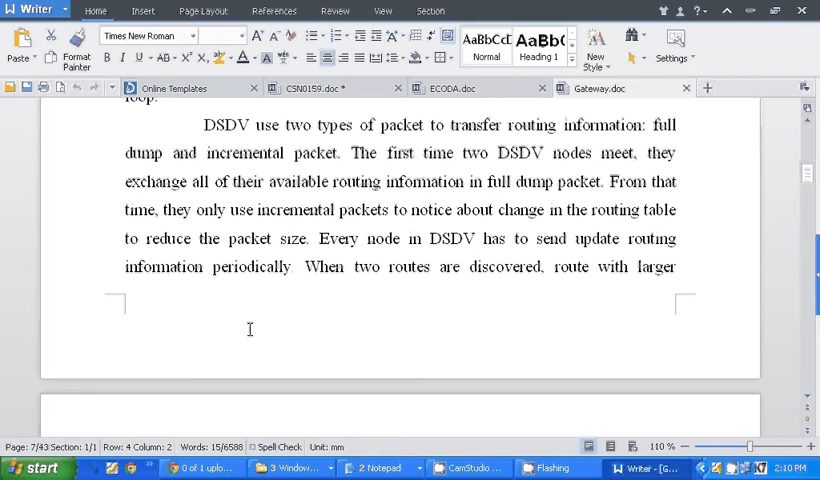 Writer
Home Insert Page Layout References Review View Section
Times New Roman
AaBbCcD AaBbC
Paste Format Painter Normal Heading 1 New Style Settings
Online Templates CSN0159.doc * ECODA.doc Gateway.doc
loop.
DSDV use two types of packet to transfer routing information: full
dump and incremental packet. The first time two DSDV nodes meet, they
exchange all of their available routing information in full dump packet. From that
time, they only use incremental packets to notice about change in the routing table
to reduce the packet size. Every node in DSDV has to send update routing
information periodically. When two routes are discovered, route with larger
Page: 7/43 Section: 1/1 Row: 4 Column: 2 Words: 15/6588 Spell Check Unit: mm 110 %
start 0 of 1 uplo... 3 Window... 2 Notepad CamStudio ... Flashing Writer - [G... 2:10 PM